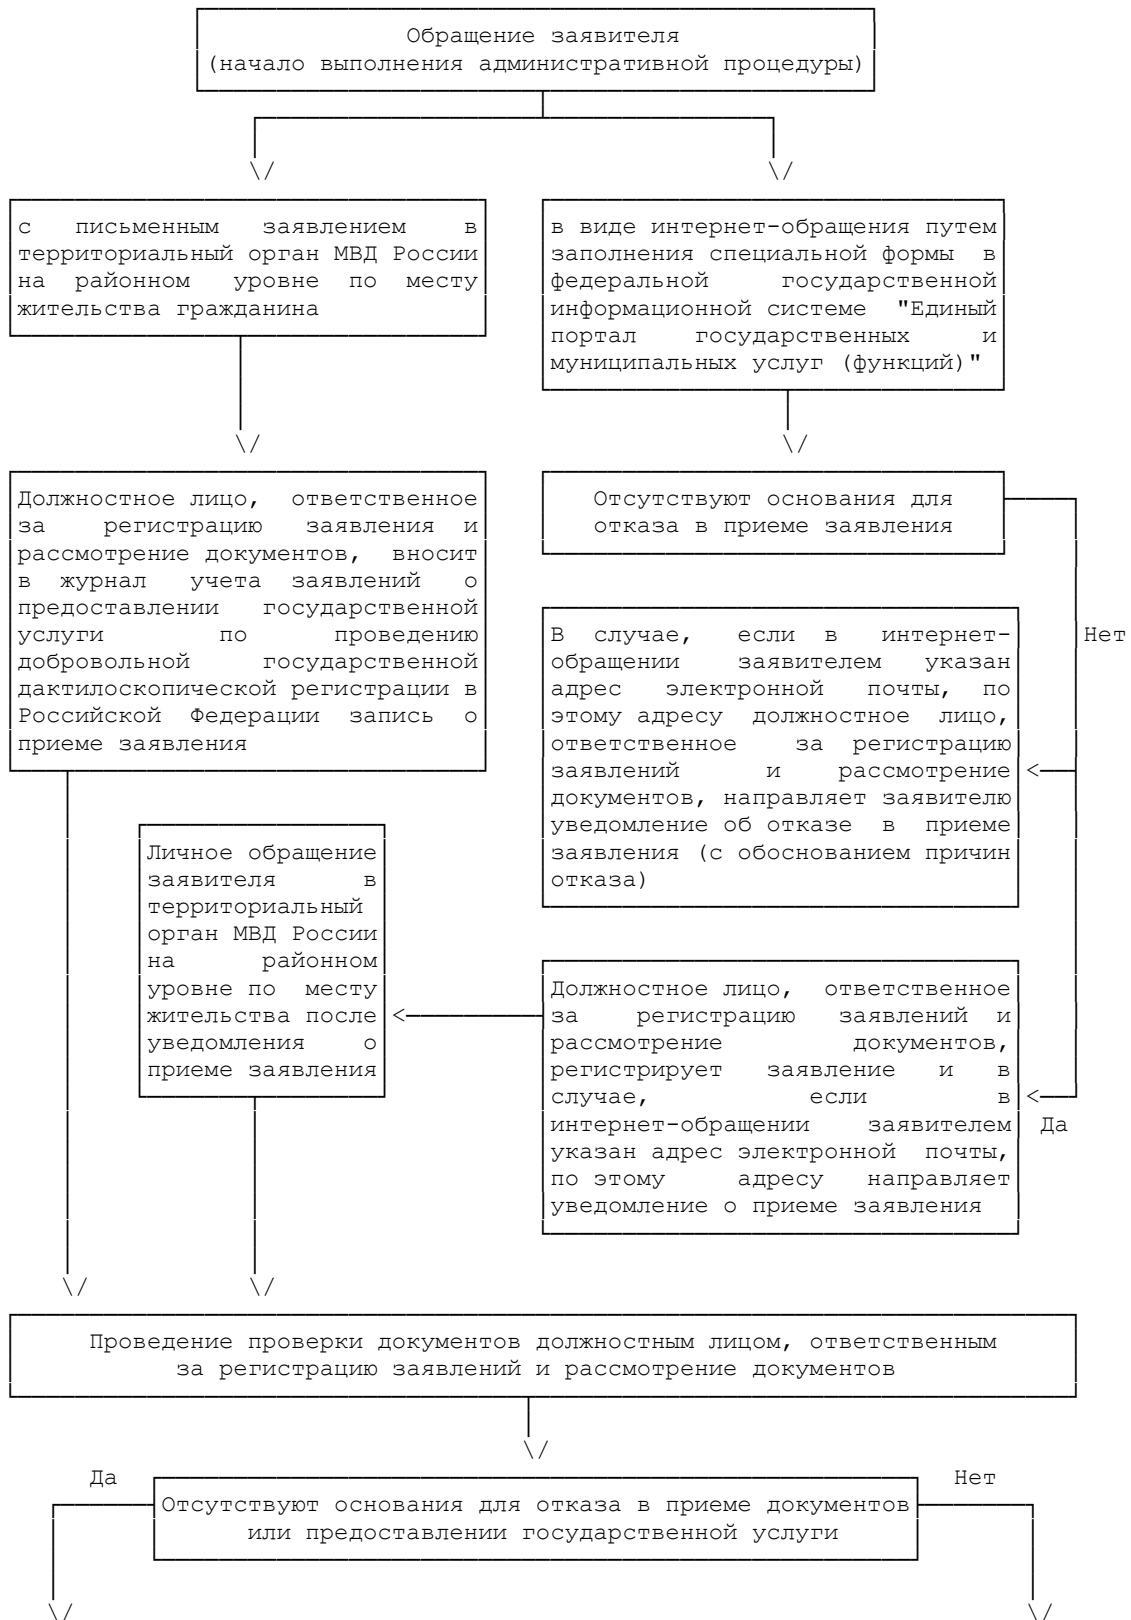 Обращение заявителя
(начало выполнения административной процедуры)
с письменным заявлением в
территориальный орган МВД России
на районном уровне по месту
жительства гражданина
в виде интернет-обращения путем
заполнения специальной формы в
федеральной государственной
информационной системе "Единый
портал государственных и
муниципальных услуг (функций)"
Должностное лицо, ответственное
за регистрацию заявления и
рассмотрение документов, вносит
в журнал учета заявлений о
предоставлении государственной
услуги по проведению
добровольной государственной
дактилоскопической регистрации в
Российской Федерации запись о
приеме заявления
Отсутствуют основания для
отказа в приеме заявления
Нет
В случае, если в интернет-
обращении заявителем указан
адрес электронной почты, по
этому адресу должностное лицо,
ответственное за регистрацию
заявлений и рассмотрение
документов, направляет заявителю
уведомление об отказе в приеме
заявления (с обоснованием причин
отказа)
Личное обращение
заявителя в
территориальный
орган МВД России
на районном
уровне по месту
жительства после
уведомления о
приеме заявления
Должностное лицо, ответственное
за регистрацию заявлений и
рассмотрение документов,
регистрирует заявление и в
случае, если в
интернет-обращении заявителем
указан адрес электронной почты,
по этому адресу направляет
уведомление о приеме заявления
Да
Проведение проверки документов должностным лицом, ответственным
за регистрацию заявлений и рассмотрение документов
Да
Нет
Отсутствуют основания для отказа в приеме документов
или предоставлении государственной услуги